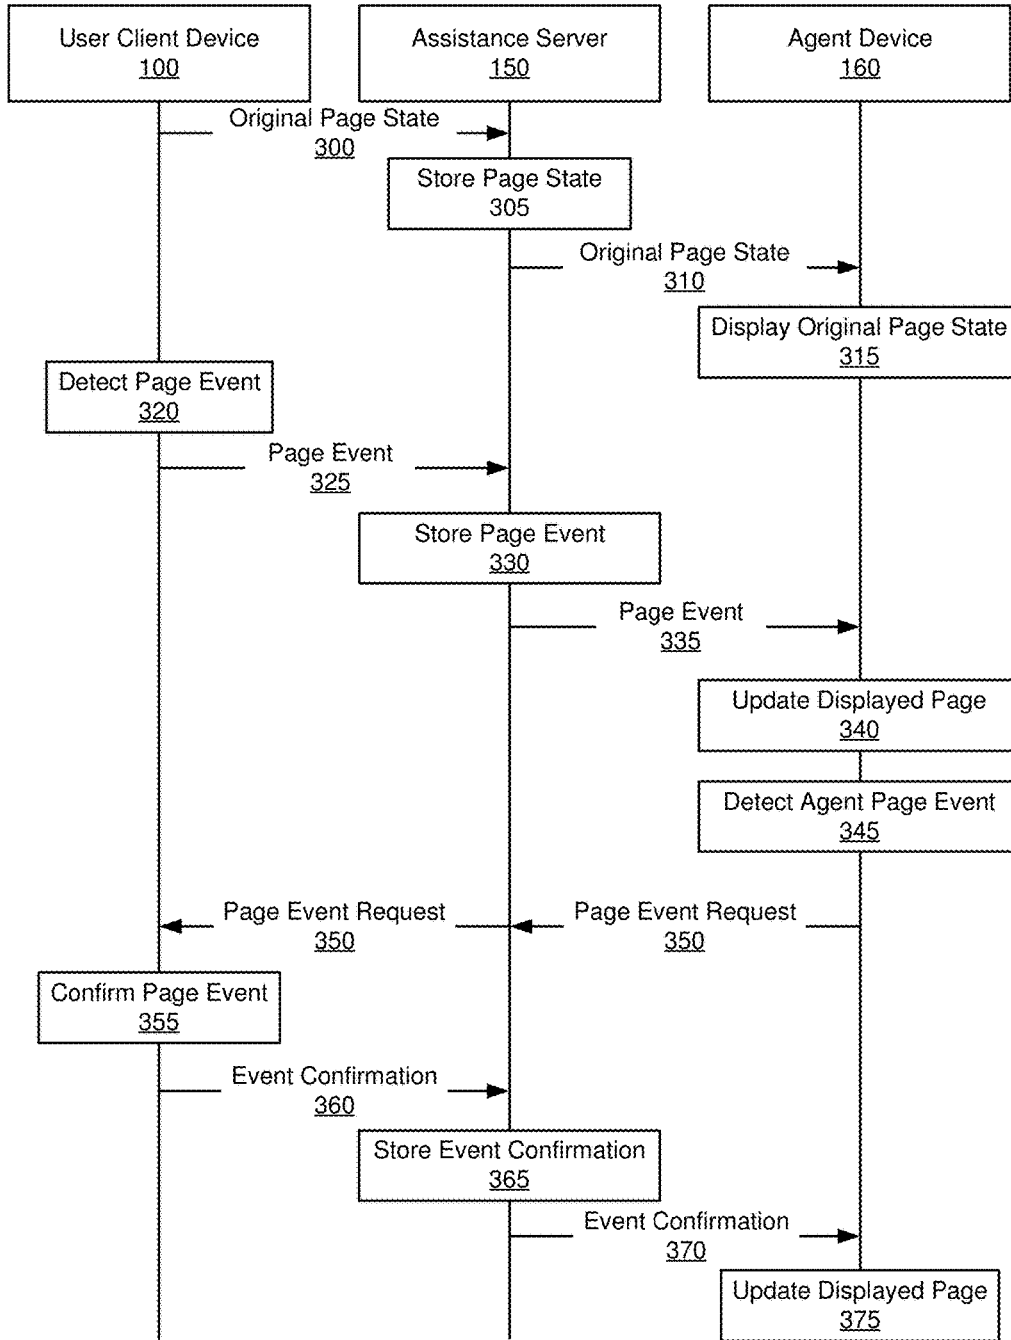 User Client Device
100
Assistance Server
150
Agent Device
160
Original Page State
300
Store Page State
305
Original Page State
310
Display Original Page State
315
Detect Page Event
320
Page Event
325
Store Page Event
330
Page Event
335
Update Displayed Page
340
Detect Agent Page Event
345
Page Event Request
350
Page Event Request
350
Confirm Page Event
355
Event Confirmation
360
Store Event Confirmation
365
Event Confirmation
370
Update Displayed Page
375